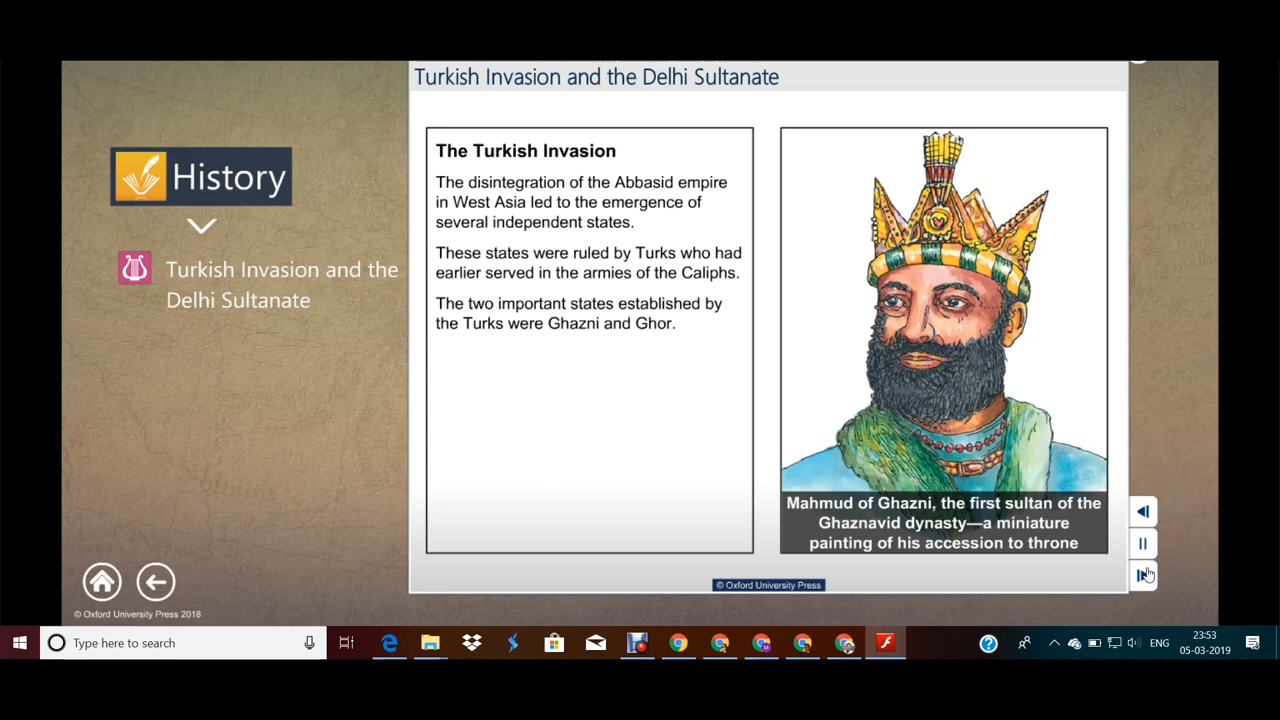 Turkish Invasion and the Delhi Sultanate
History
Turkish Invasion and the
Delhi Sultanate
The Turkish Invasion
The disintegration of the Abbasid empire
in West Asia led to the emergence of
several independent states.
These states were ruled by Turks who had
earlier served in the armies of the Caliphs.
The two important states established by
the Turks were Ghazni and Ghor.
Mahmud of Ghazni, the first sultan of the
Ghaznavid dynasty—a miniature
painting of his accession to throne
© Oxford University Press
© Oxford University Press 2018
Type here to search
ENG
23:53
05-03-2019